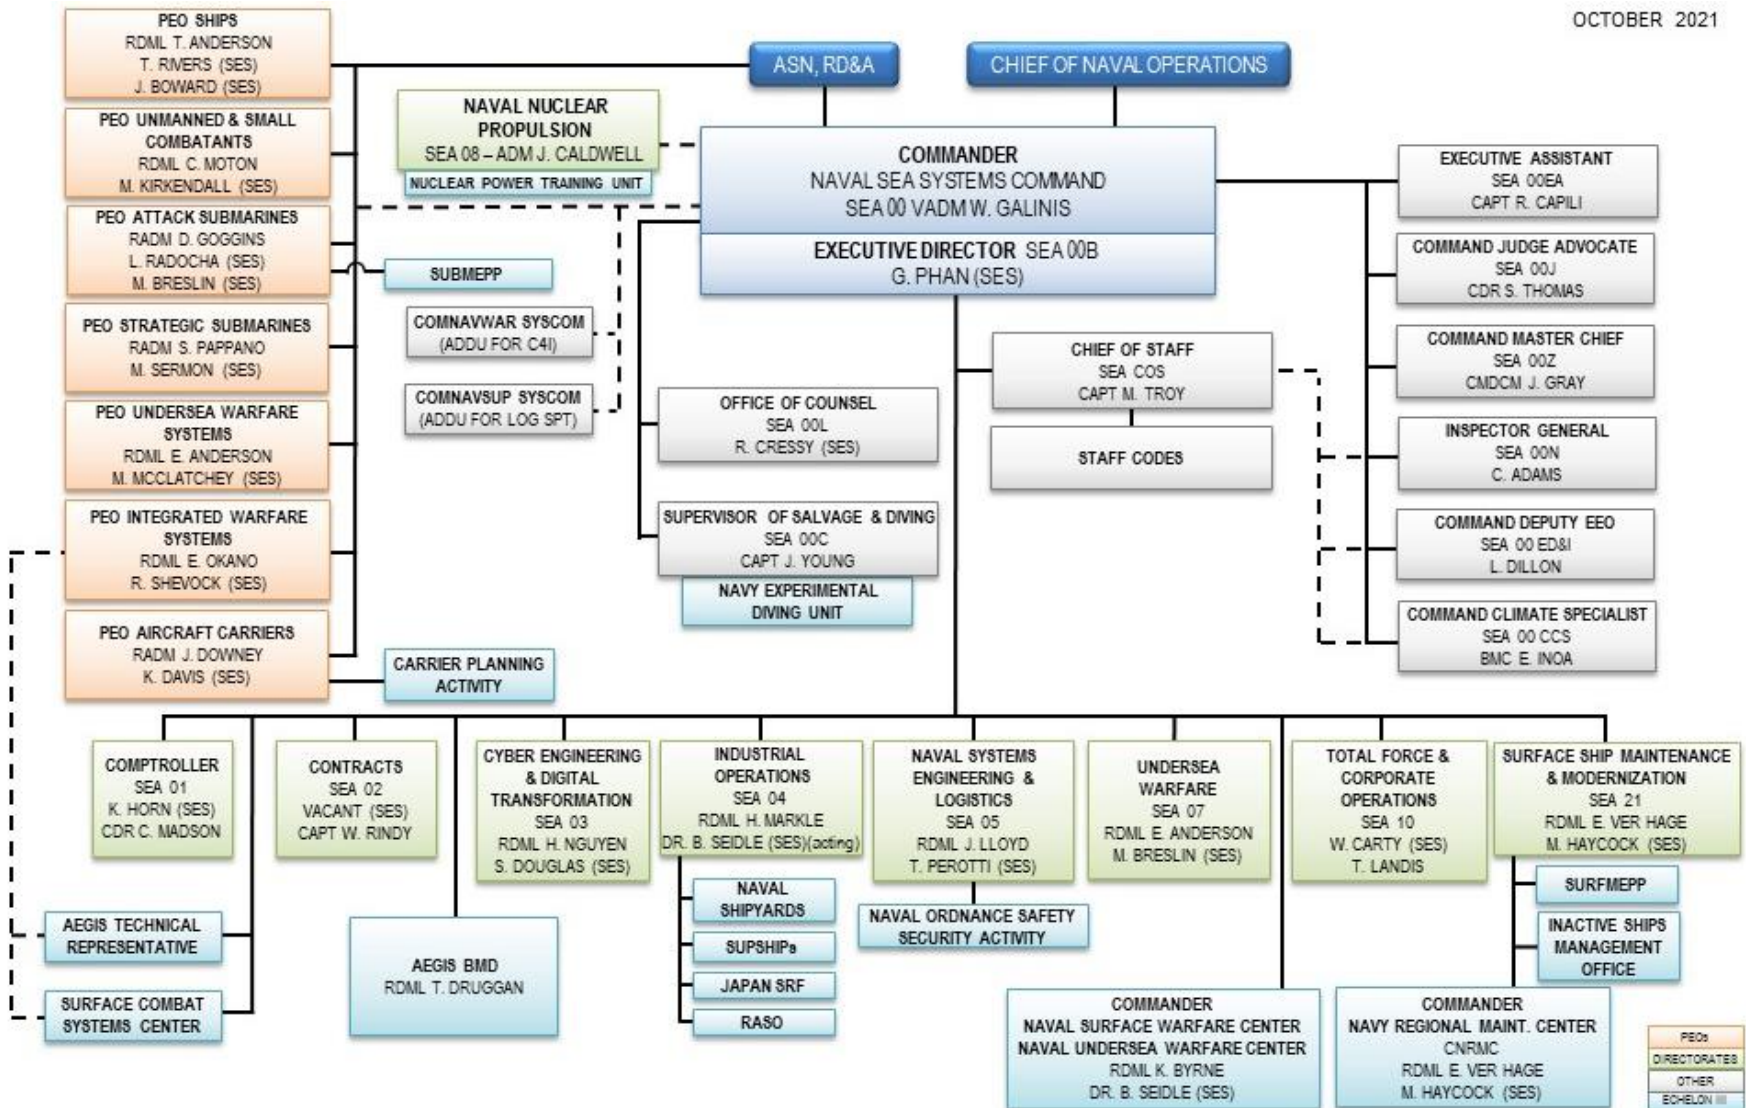 OCTOBER 2021
PEO SHIPS
RDML T. ANDERSON
T. RIVERS (SES)
J. BOWARD (SES)
PEO UNMANNED & SMALL
COMBATANTS
RDML C. MOTON
M. KIRKENDALL (SES)
PEO ATTACK SUBMARINES
RADM D. GOGGINS
L. RADOCHA (SES)
M. BRESLIN (SES)
PEO STRATEGIC SUBMARINES
RADM S. PAPPANO
M. SERMON (SES)
PEO UNDERSEA WARFARE
SYSTEMS
RDML E. ANDERSON
M. MCCLATCHEY (SES)
PEO INTEGRATED WARFARE
SYSTEMS
RDML E. OKANO
R. SHEVOCK (SES)
PEO AIRCRAFT CARRIERS
RADM J. DOWNEY
K. DAVIS (SES)
ASN, RD&A
CHIEF OF NAVAL OPERATIONS
NAVAL NUCLEAR
PROPULSION
SEA 08 – ADM J. CALDWELL
NUCLEAR POWER TRAINING UNIT
COMMANDER
NAVAL SEA SYSTEMS COMMAND
SEA 00 VADM W. GALINIS
EXECUTIVE DIRECTOR SEA 00B
G. PHAN (SES)
SUBMEPP
COMNAVWAR SYSCOM
(ADDU FOR C4I)
COMNAVSUP SYSCOM
(ADDU FOR LOG SPT)
CARRIER PLANNING
ACTIVITY
OFFICE OF COUNSEL
SEA 00L
R. CRESSY (SES)
SUPERVISOR OF SALVAGE & DIVING
SEA 00C
CAPT J. YOUNG
NAVY EXPERIMENTAL
DIVING UNIT
CHIEF OF STAFF
SEA COS
CAPT M. TROY
STAFF CODES
EXECUTIVE ASSISTANT
SEA 00EA
CAPT R. CAPILI
COMMAND JUDGE ADVOCATE
SEA 00J
CDR S. THOMAS
COMMAND MASTER CHIEF
SEA 00Z
CMDCM J. GRAY
INSPECTOR GENERAL
SEA 00N
C. ADAMS
COMMAND DEPUTY EEO
SEA 00 ED&I
L. DILLON
COMMAND CLIMATE SPECIALIST
SEA 00 CCS
BMC E. INOA
COMPTROLLER
SEA 01
K. HORN (SES)
CDR C. MADSON
CONTRACTS
SEA 02
VACANT (SES)
CAPT W. RINDY
CYBER ENGINEERING
& DIGITAL
TRANSFORMATION
SEA 03
RDML H. NGUYEN
S. DOUGLAS (SES)
INDUSTRIAL
OPERATIONS
SEA 04
RDML H. MARKLE
DR. B. SEIDLE (SES)(acting)
NAVAL SYSTEMS
ENGINEERING &
LOGISTICS
SEA 05
RDML J. LLOYD
T. PEROTTI (SES)
UNDERSEA
WARFARE
SEA 07
RDML E. ANDERSON
M. BRESLIN (SES)
TOTAL FORCE &
CORPORATE
OPERATIONS
SEA 10
W. CARTY (SES)
T. LANDIS
SURFACE SHIP MAINTENANCE
& MODERNIZATION
SEA 21
RDML E. VER HAGE
M. HAYCOCK (SES)
AEGIS TECHNICAL
REPRESENTATIVE
SURFACE COMBAT
SYSTEMS CENTER
AEGIS BMD
RDML T. DRUGGAN
NAVAL
SHIPYARDS
SUPSHIPs
JAPAN SRF
RASO
NAVAL ORDNANCE SAFETY
SECURITY ACTIVITY
SURFMEPP
INACTIVE SHIPS
MANAGEMENT
OFFICE
COMMANDER
NAVAL SURFACE WARFARE CENTER
NAVAL UNDERSEA WARFARE CENTER
RDML K. BYRNE
DR. B. SEIDLE (SES)
COMMANDER
NAVY REGIONAL MAINT. CENTER
CNRMC
RDML E. VER HAGE
M. HAYCOCK (SES)
PEOs
DIRECTORATES
OTHER
ECHELON III